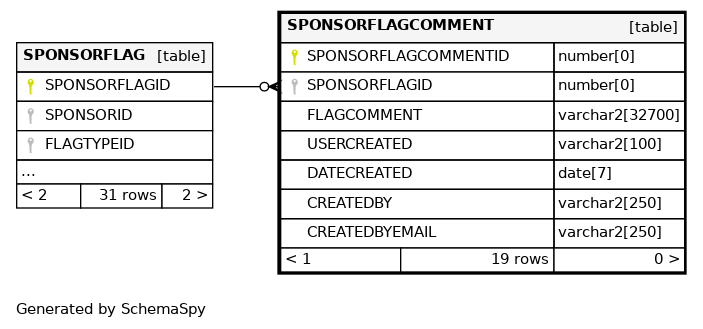 SPONSORFLAG [table]
SPONSORFLAGID
SPONSORID
FLAGTYPEID
...
< 2 31 rows 2 >
SPONSORFLAGCOMMENT [table]
SPONSORFLAGCOMMENTID number[0]
SPONSORFLAGID number[0]
FLAGCOMMENT varchar2[32700]
USERCREATED varchar2[100]
DATECREATED date[7]
CREATEDBY varchar2[250]
CREATEDBYEMAIL varchar2[250]
< 1 19 rows 0 >
Generated by SchemaSpy